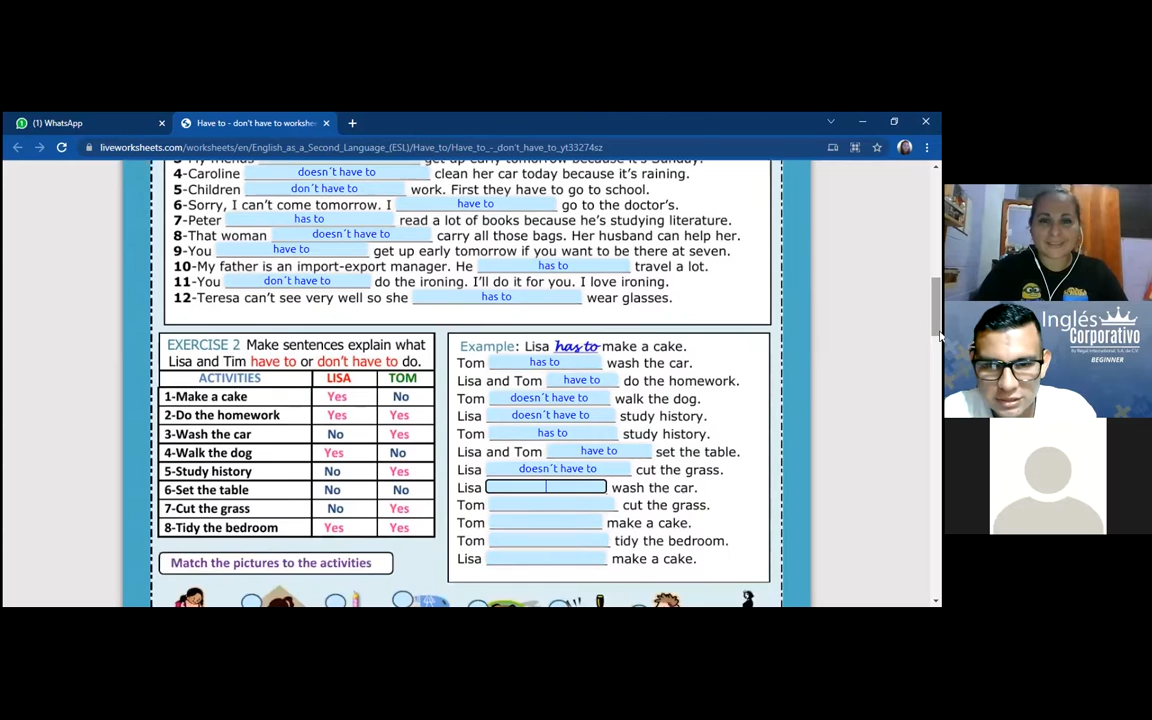 (1) WhatsApp
Have to - don't have to workshe
liveworksheets.com/worksheets/en/English_as_a_Second_Language_(ESL)/Have_to/Have_to_-_don't_have_to_yt33274sz
get up early tomorrow because it's Sunday.
4-Caroline doesn´t have to clean her car today because it's raining.
5-Children don´t have to work. First they have to go to school.
6-Sorry, I can't come tomorrow. I have to go to the doctor's.
7-Peter has to read a lot of books because he's studying literature.
8-That woman doesn´t have to carry all those bags. Her husband can help her.
9-You have to get up early tomorrow if you want to be there at seven.
10-My father is an import-export manager. He has to travel a lot.
11-You don´t have to do the ironing. I'll do it for you. I love ironing.
12-Teresa can't see very well so she has to wear glasses.
EXERCISE 2 Make sentences explain what
Lisa and Tim have to or don't have to do.
ACTIVITIES LISA TOM
1-Make a cake Yes No
2-Do the homework Yes Yes
3-Wash the car No Yes
4-Walk the dog Yes No
5-Study history No Yes
6-Set the table No No
7-Cut the grass No Yes
8-Tidy the bedroom Yes Yes
Match the pictures to the activities
Example: Lisa has to make a cake.
Tom has to wash the car.
Lisa and Tom have to do the homework.
Tom doesn´t have to walk the dog.
Lisa doesn´t have to study history.
Tom has to study history.
Lisa and Tom have to set the table.
Lisa doesn´t have to cut the grass.
Lisa wash the car.
Tom cut the grass.
Tom make a cake.
Tom tidy the bedroom.
Lisa make a cake.
Inglés
Corporativo
By Regal International, S.A. de C.V.
BEGINNER